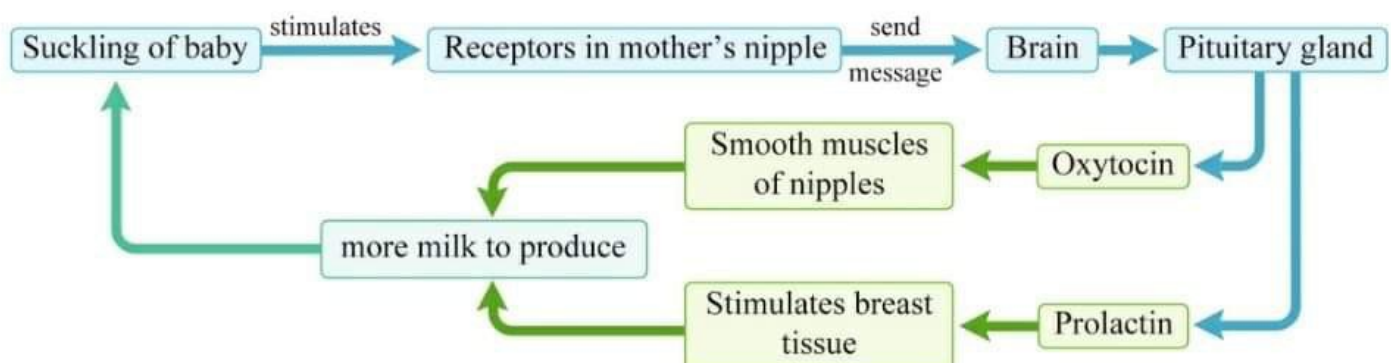 Suckling of baby
stimulates
Receptors in mother's nipple
send
message
Brain
Pituitary gland
Smooth muscles
of nipples
Oxytocin
more milk to produce
Stimulates breast
tissue
Prolactin